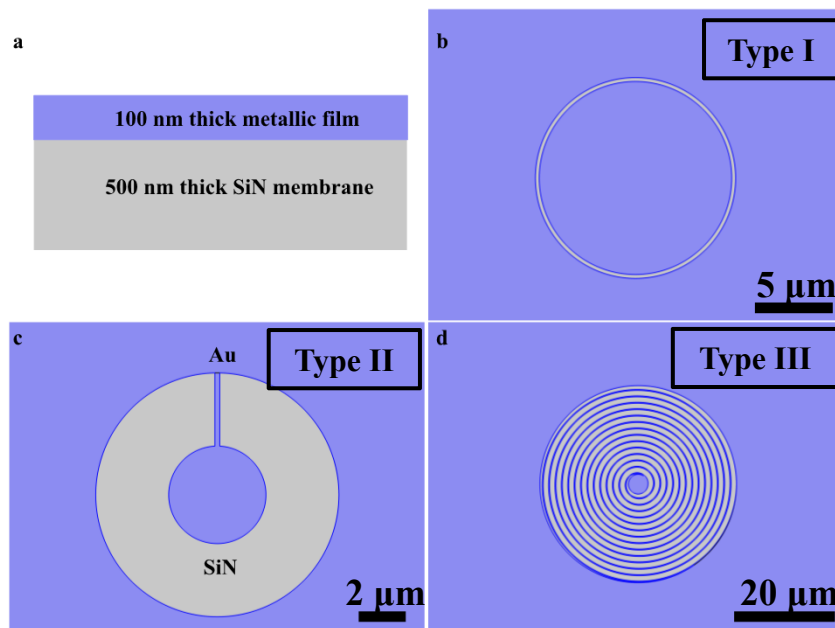 a
100 nm thick metallic film
500 nm thick SiN membrane
b
Type I
5 μm
c
Au
Type II
SiN
2 μm
d
Type III
20 μm